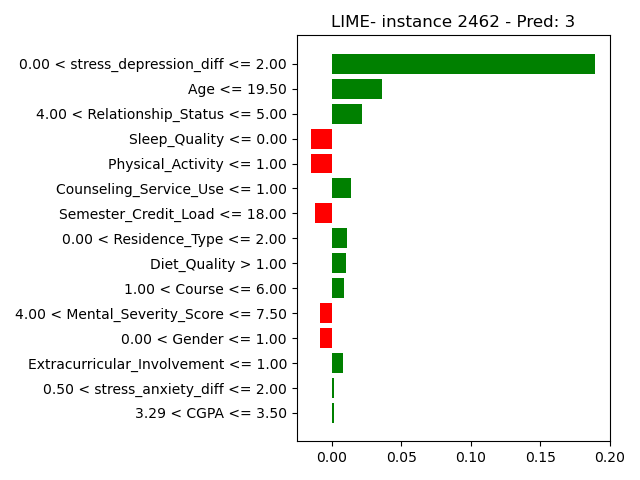 LIME- instance 2462 - Pred: 3
0.00 < stress_depression_diff <= 2.00
Age <= 19.50
4.00 < Relationship_Status <= 5.00
Sleep_Quality <= 0.00
Physical_Activity <= 1.00
Counseling_Service_Use <= 1.00
Semester_Credit_Load <= 18.00
0.00 < Residence_Type <= 2.00
Diet_Quality > 1.00
1.00 < Course <= 6.00
4.00 < Mental_Severity_Score <= 7.50
0.00 < Gender <= 1.00
Extracurricular_Involvement <= 1.00
0.50 < stress_anxiety_diff <= 2.00
3.29 < CGPA <= 3.50
0.00 0.05 0.10 0.15 0.20